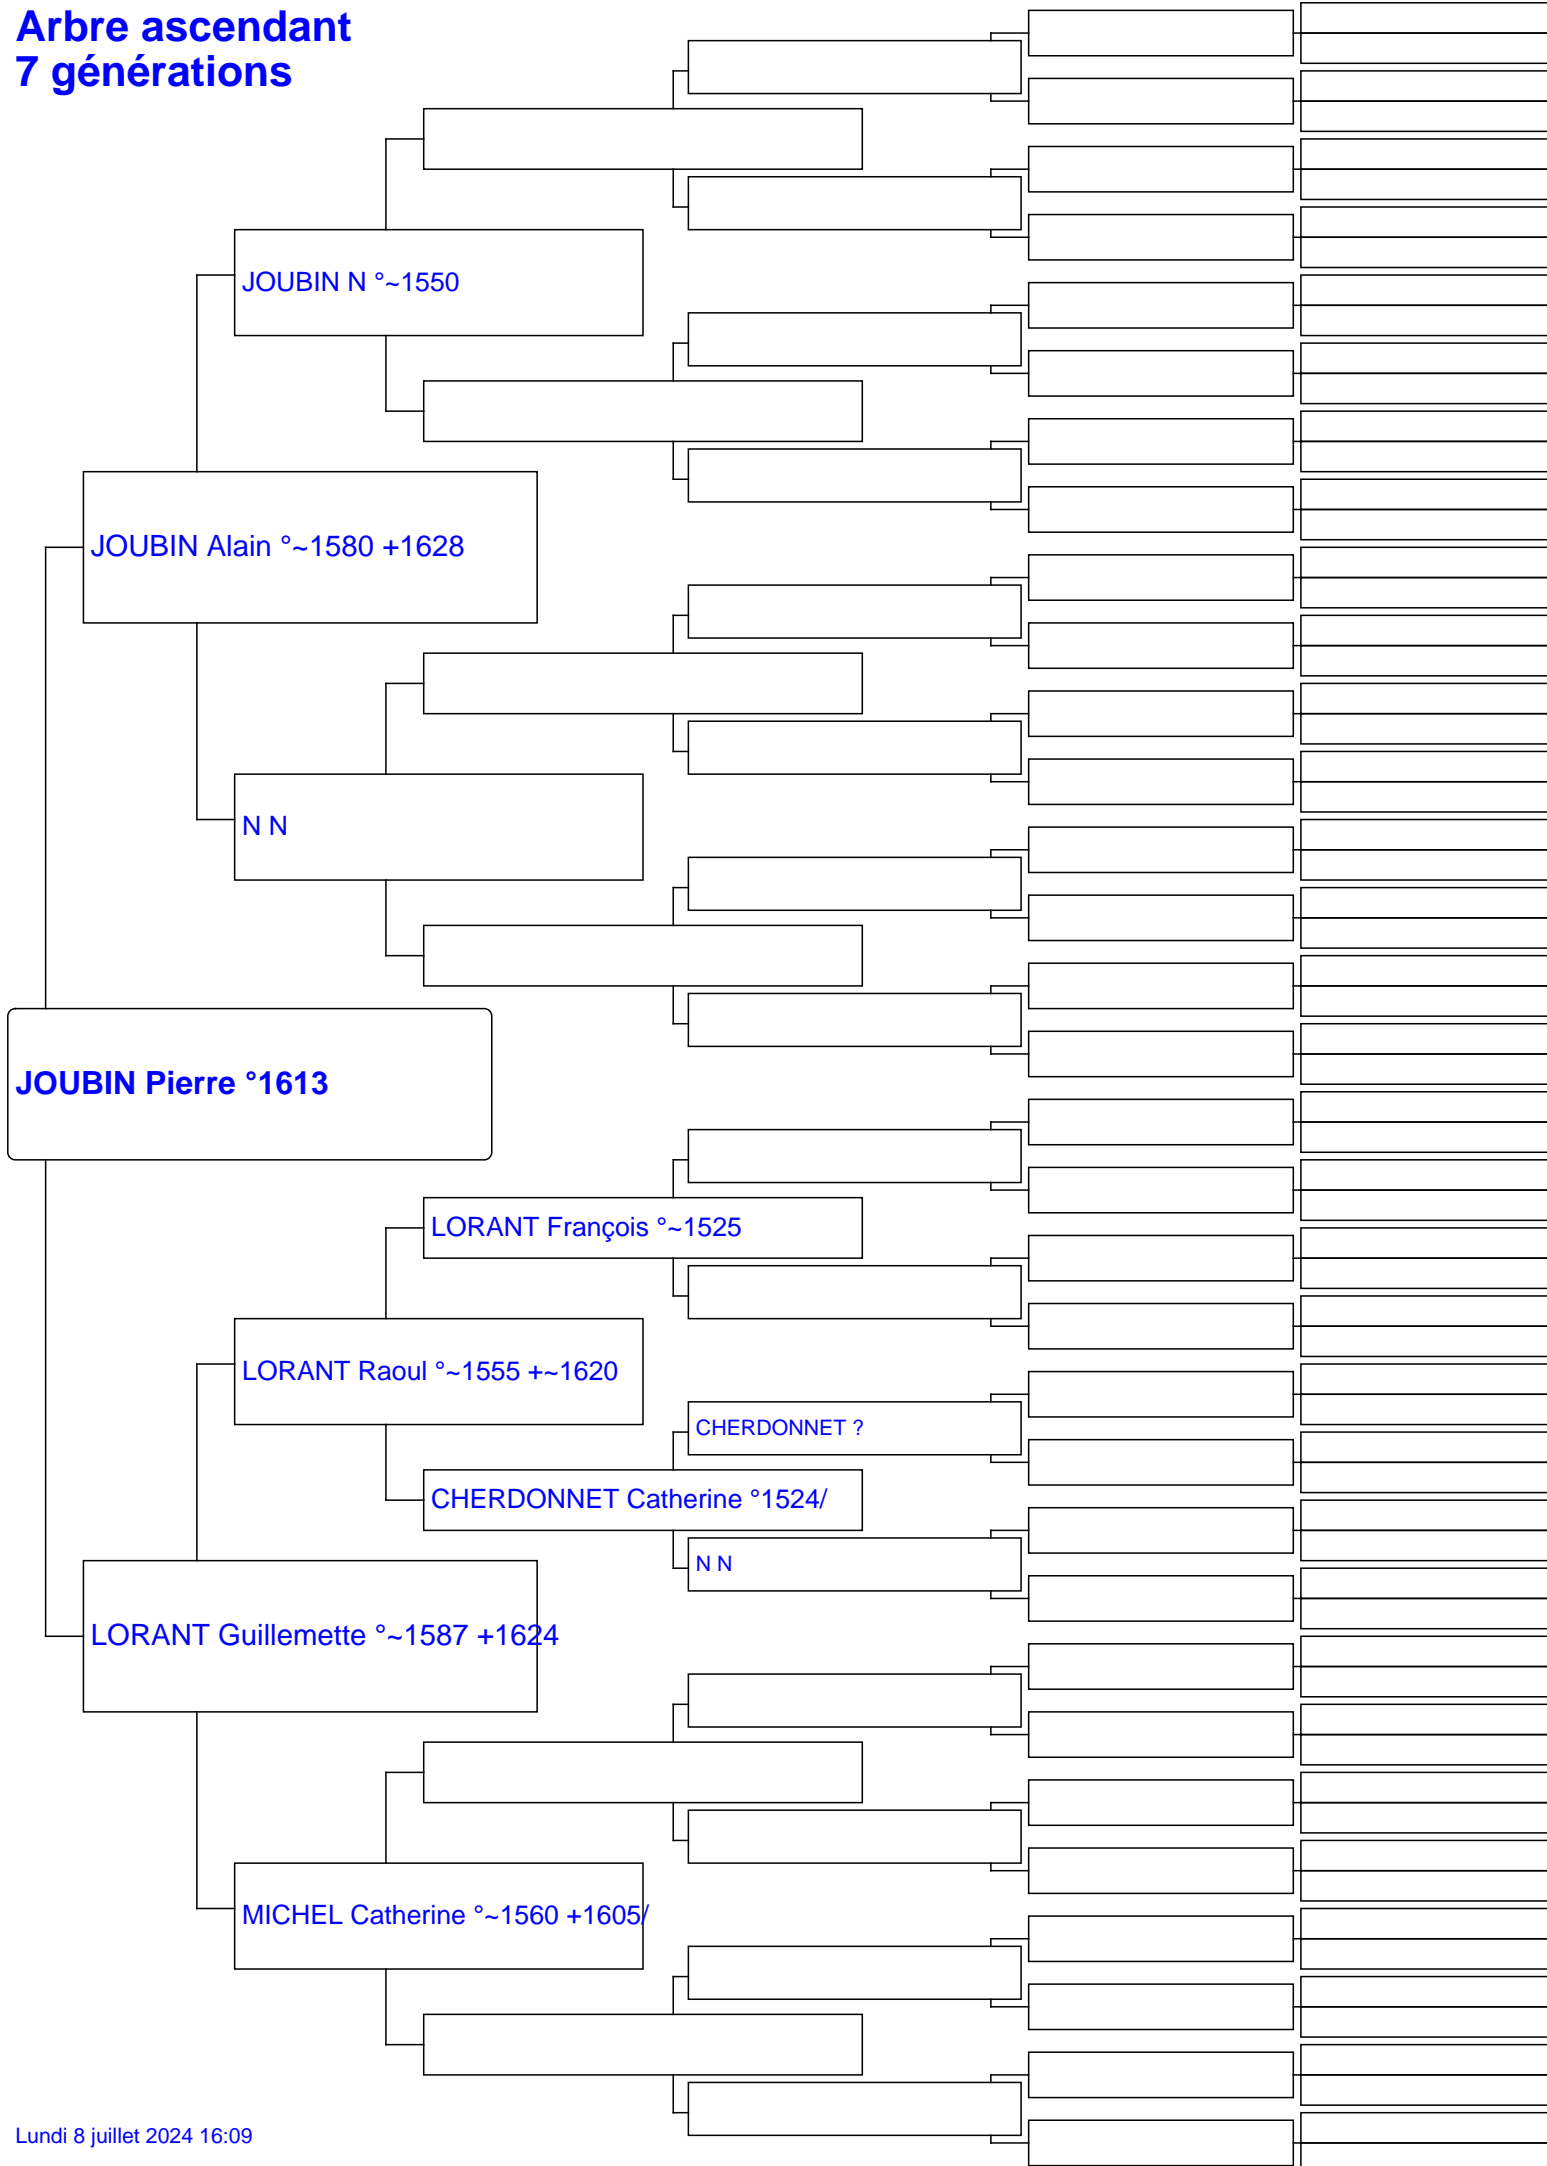 Arbre ascendant
7 générations
JOUBIN N °~1550
JOUBIN Alain °~1580 +1628
N N
JOUBIN Pierre °1613
LORANT François °~1525
LORANT Raoul °~1555 +~1620
CHERDONNET ?
CHERDONNET Catherine °1524/
N N
LORANT Guillemette °~1587 +1624
MICHEL Catherine °~1560 +1605/
Lundi 8 juillet 2024 16:09